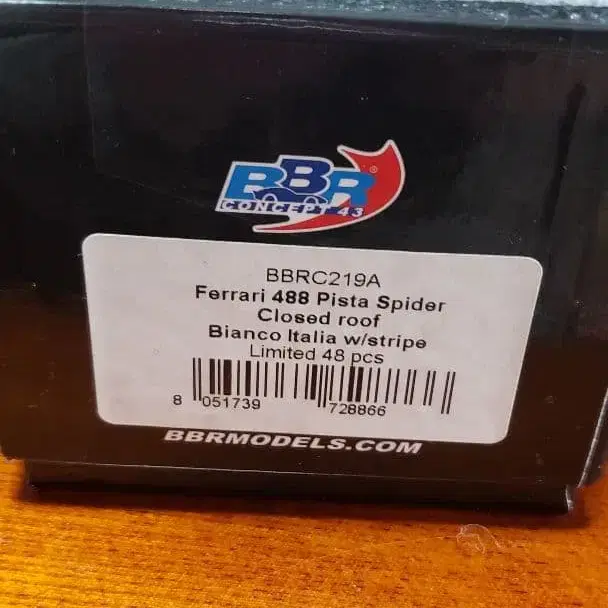 BBR®
CONCEPT 43
BBRC219A
Ferrari 488 Pista Spider
Closed roof
Bianco Italia w/stripe
Limited 48 pcs
8 051739 728866
BBRMODELS.COM